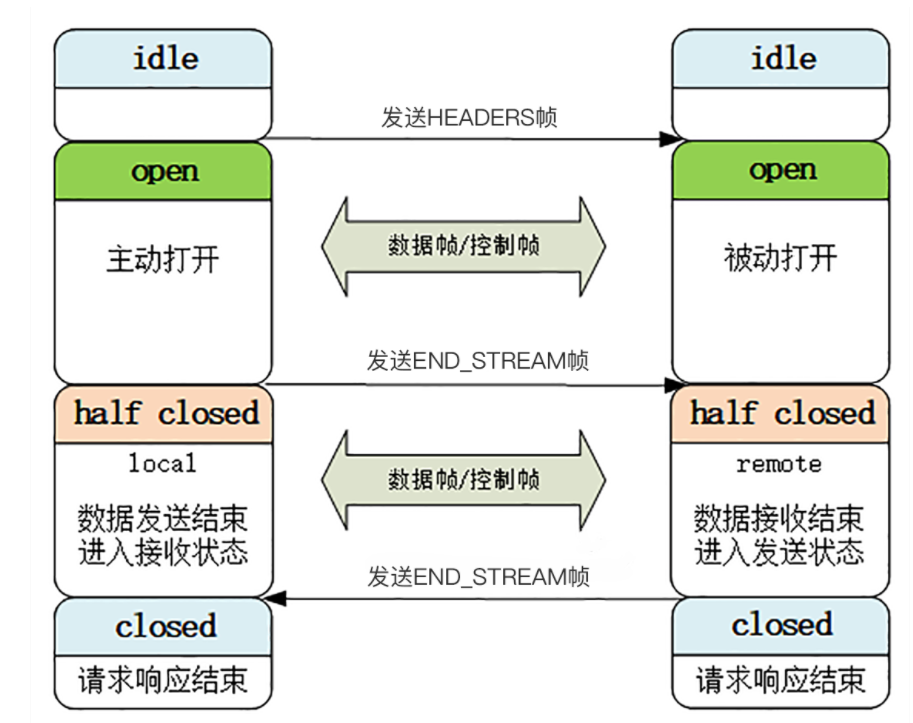 idle
idle
发送HEADERS帧
open
open
主动打开
数据帧/控制帧
被动打开
发送END_STREAM帧
half closed
half closed
local
remote
数据帧/控制帧
数据发送结束
进入接收状态
数据接收结束
进入发送状态
发送END_STREAM帧
closed
closed
请求响应结束
请求响应结束